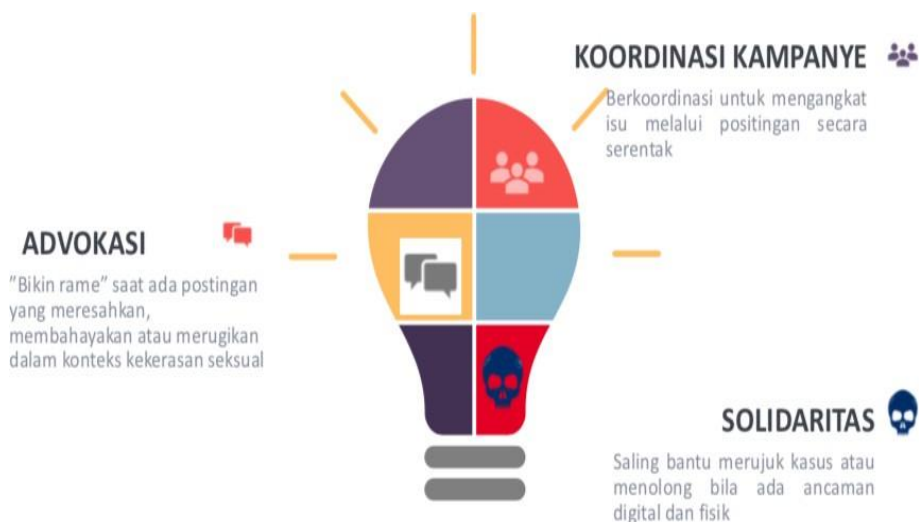 KOORDINASI KAMPANYE
Berkoordinasi untuk mengangkat
isu melalui positingan secara
serentak
ADVOKASI
"Bikin rame" saat ada postingan
yang meresahkan,
membahayakan atau merugikan
dalam konteks kekerasan seksual
SOLIDARITAS
Saling bantu merujuk kasus atau
menolong bila ada ancaman
digital dan fisik